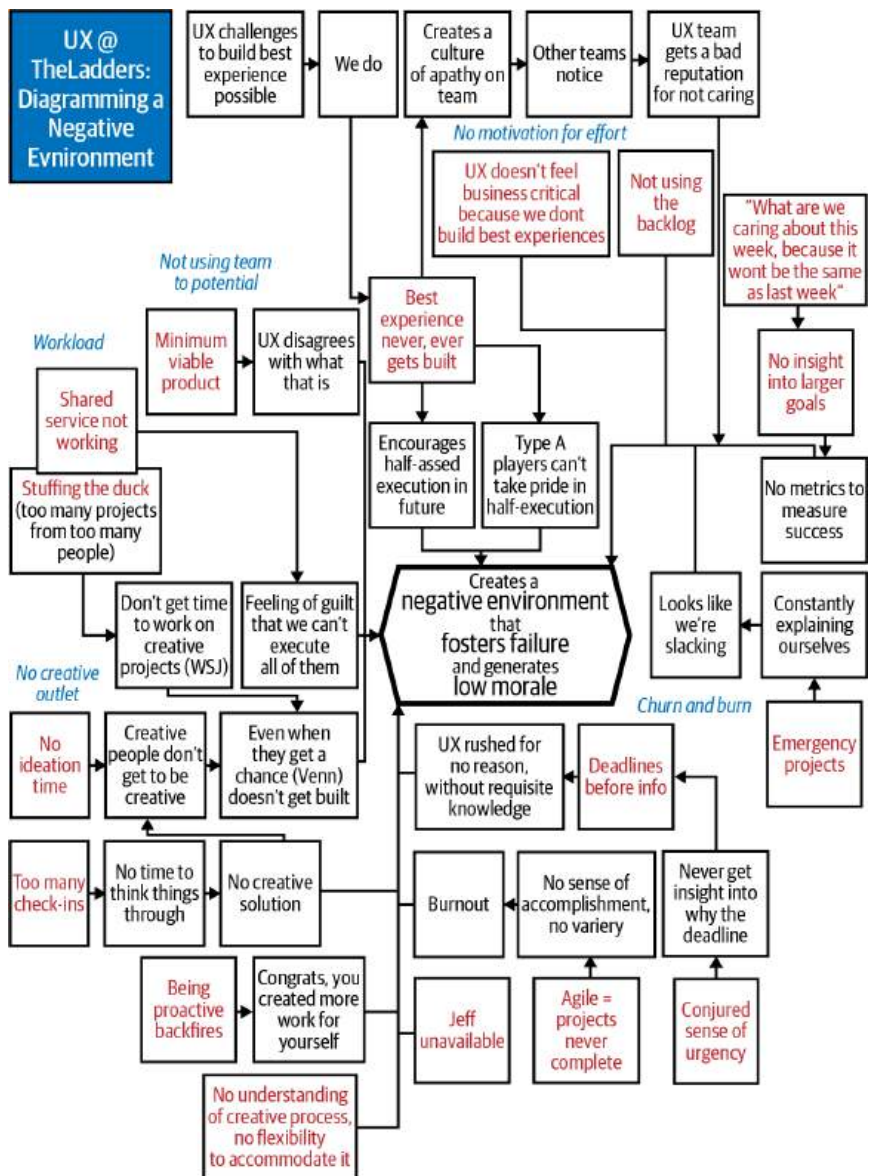 UX @
TheLadders:
Diagramming a
Negative
Evnironment
UX challenges
to build best
experience
possible
We do
Creates a
culture
of apathy on
team
Other teams
notice
UX team
gets a bad
reputation
for not caring
No motivation for effort
UX doesn't feel
business critical
because we dont
build best experiences
Not using
the
backlog
"What are we
caring about this
week, because it
wont be the same
as last week"
Not using team
to potential
Workload
Minimum
viable
product
UX disagrees
with what
that is
Best
experience
never, ever
gets built
No insight
into larger
goals
Shared
service not
working
Stuffing the duck
(too many projects
from too many
people)
Encourages
half-assed
execution in
future
Type A
players can't
take pride in
half-execution
No metrics to
measure
success
Don't get time
to work on
creative
projects (WSJ)
Feeling of guilt
that we can't
execute
all of them
Creates a
negative environment
that
fosters failure
and generates
low morale
Looks like
we're
slacking
Constantly
explaining
ourselves
No creative
outlet
Churn and burn
No
ideation
time
Creative
people don't
get to be
creative
Even when
they get a
chance (Venn)
doesn't get built
UX rushed for
no reason,
without requisite
knowledge
Deadlines
before info
Emergency
projects
Too many
check-ins
No time to
think things
through
No creative
solution
Burnout
No sense of
accomplishment,
no variery
Never get
insight into
why the
deadline
Being
proactive
backfires
Congrats, you
created more
work for
yourself
Jeff
unavailable
Agile =
projects
never
complete
Conjured
sense of
urgency
No understanding
of creative process,
no flexibility
to accommodate it